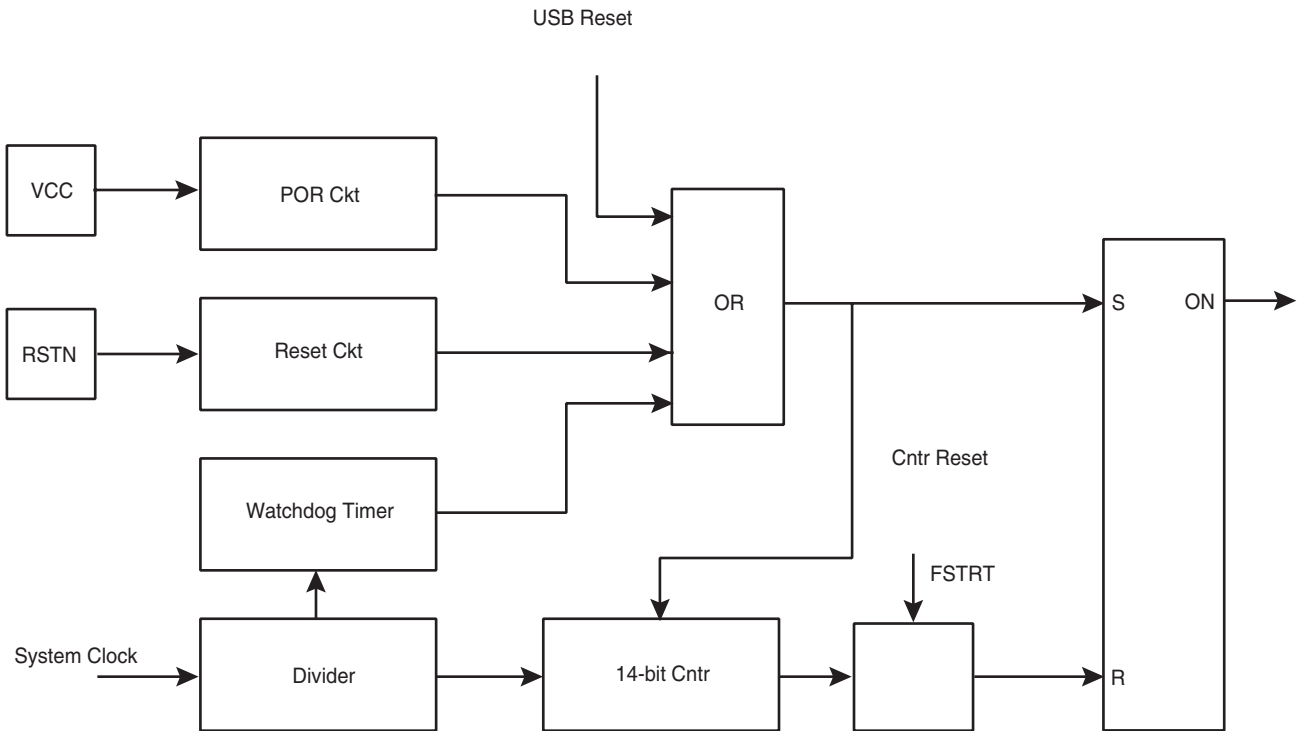 USB Reset
VCC
POR Ckt
OR
S
ON
RSTN
Reset Ckt
Cntr Reset
Watchdog Timer
FSTRT
System Clock
Divider
14-bit Cntr
R